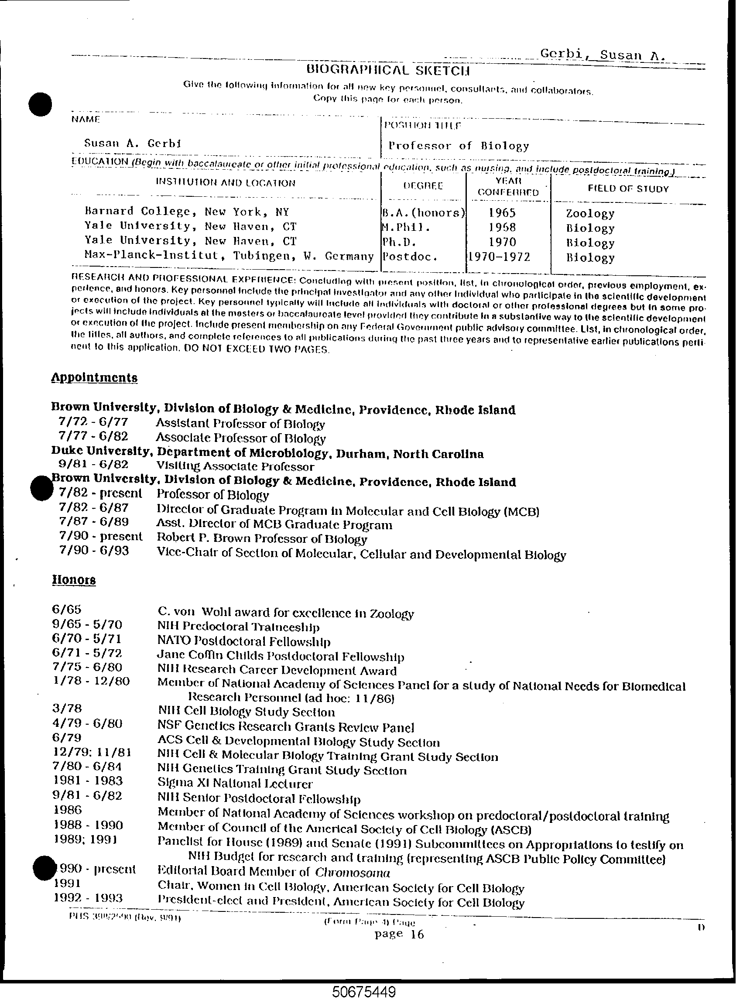 Gerbi, Susan A.
BIOGRAPHICAL SKETCH
Give the following information for all new key personnel, consultants, and collaborators.
Copy this page for each person.
NAME
POSITION TITLE
Susan A. Gerbi
Professor of Biology
EDUCATION (Begin with baccalaureate or other initial professional education, such as nursing, and include postdoctoral training.)
INSTITUTION AND LOCATION DEGREE YEAR CONFERRED FIELD OF STUDY
Barnard College, New York, NY B.A.(honors) 1965 Zoology
Yale University, New Haven, CT M.Phil. 1968 Biology
Yale University, New Haven, CT Ph.D. 1970 Biology
Max-Planck-Institut, Tubingen, W. Germany Postdoc. 1970-1972 Biology
RESEARCH AND PROFESSIONAL EXPERIENCE: Concluding with present position, list, in chronological order, previous employment, ex-
perience, and honors. Key personnel include the principal investigator and any other individual who participate in the scientific development
or execution of the project. Key personnel typically will include all individuals with doctoral or other professional degrees but in some pro-
jects will include individuals at the masters or baccalaureate level provided they contribute in a substantive way to the scientific development
or execution of the project. Include present membership on any Federal Government public advisory committee. List, in chronological order,
the titles, all authors, and complete references to all publications during the past three years and to representative earlier publications perti-
nent to this application. DO NOT EXCEED TWO PAGES.
Appointments
Brown University, Division of Biology & Medicine, Providence, Rhode Island
7/72 - 6/77 Assistant Professor of Biology
7/77 - 6/82 Associate Professor of Biology
Duke University, Department of Microbiology, Durham, North Carolina
9/81 - 6/82 Visiting Associate Professor
Brown University, Division of Biology & Medicine, Providence, Rhode Island
7/82 - present Professor of Biology
7/82 - 6/87 Director of Graduate Program in Molecular and Cell Biology (MCB)
7/87 - 6/89 Asst. Director of MCB Graduate Program
7/90 - present Robert P. Brown Professor of Biology
7/90 - 6/93 Vice-Chair of Section of Molecular, Cellular and Developmental Biology
Honors
6/65 C. von Wohl award for excellence in Zoology
9/65 - 5/70 NIH Predoctoral Traineeship
6/70 - 5/71 NATO Postdoctoral Fellowship
6/71 - 5/72 Jane Coffin Childs Postdoctoral Fellowship
7/75 - 6/80 NIH Research Career Development Award
1/78 - 12/80 Member of National Academy of Sciences Panel for a study of National Needs for Biomedical
Research Personnel (ad hoc: 11/86)
3/78 NIH Cell Biology Study Section
4/79 - 6/80 NSF Genetics Research Grants Review Panel
6/79 ACS Cell & Developmental Biology Study Section
12/79; 11/81 NIH Cell & Molecular Biology Training Grant Study Section
7/80 - 6/84 NIH Genetics Training Grant Study Section
1981 - 1983 Sigma XI National Lecturer
9/81 - 6/82 NIH Senior Postdoctoral Fellowship
1986 Member of National Academy of Sciences workshop on predoctoral/postdoctoral training
1988 - 1990 Member of Council of the American Society of Cell Biology (ASCB)
1989; 1991 Panelist for House (1989) and Senate (1991) Subcommittees on Appropriations to testify on
NIH Budget for research and training (representing ASCB Public Policy Committee)
990 - present Editorial Board Member of Chromosoma
1991 Chair, Women in Cell Biology, American Society for Cell Biology
1992 - 1993 President-elect and President, American Society for Cell Biology
PHS (Rev. 9/91) (Form Page 4) Page
page 16
50675449